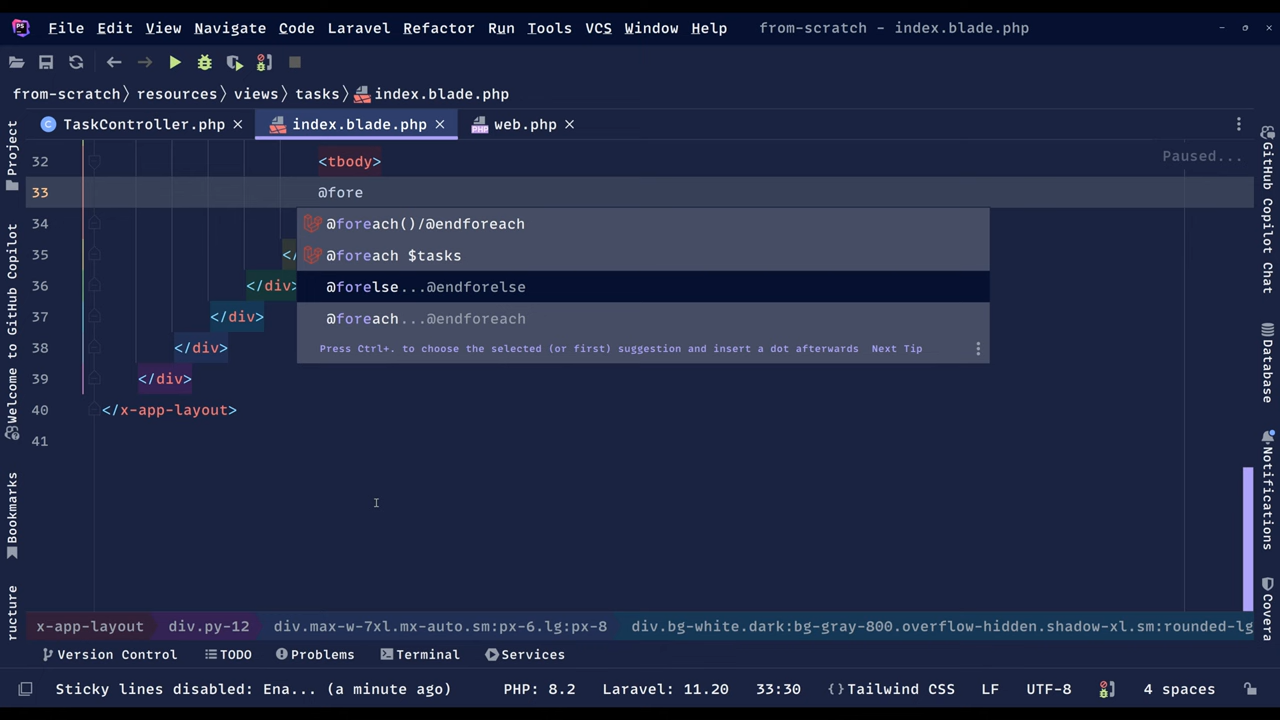 PS File Edit View Navigate Code Laravel Refactor Run Tools VCS Window Help from-scratch – index.blade.php
from-scratch〉resources〉views〉tasks〉index.blade.php
TaskController.php index.blade.php PHP web.php
Project
Welcome to GitHub Copilot
Bookmarks
ructure
32 <tbody> Paused...
33 @fore
34 @foreach()/@endforeach
35 </ @foreach $tasks
36 </div> @forelse...@endforelse
37 </div> @foreach...@endforeach
38 </div> Press Ctrl+. to choose the selected (or first) suggestion and insert a dot afterwards Next Tip
39 </div>
40 </x-app-layout>
41
GitHub Copilot Chat
Database
Notifications
Covera
x-app-layout〉div.py-12〉div.max-w-7xl.mx-auto.sm:px-6.lg:px-8〉div.bg-white.dark:bg-gray-800.overflow-hidden.shadow-xl.sm:rounded-lg
Version Control TODO Problems Terminal Services
Sticky lines disabled: Ena... (a minute ago) PHP: 8.2 Laravel: 11.20 33:30 {}Tailwind CSS LF UTF-8 4 spaces